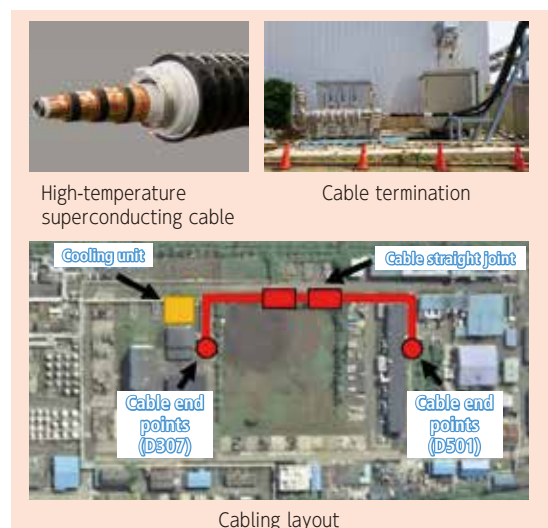 High-temperature
superconducting cable
Cable termination
Cooling unit
Cable straight joint
Cable end
points
(D307)
Cable end
points
(D501)
Cabling layout